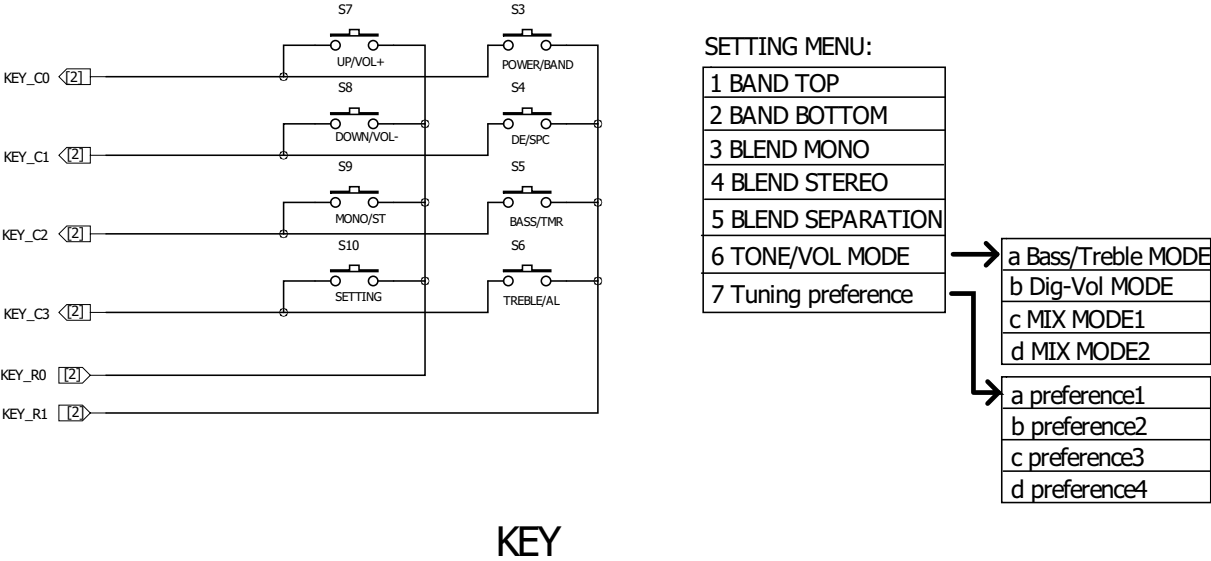 S7
S3
UP/VOL+
POWER/BAND
KEY_C0 [2]
S8
S4
DOWN/VOL-
DE/SPC
KEY_C1 [2]
S9
S5
MONO/ST
BASS/TMR
KEY_C2 [2]
S10
S6
SETTING
TREBLE/AL
KEY_C3 [2]
KEY_R0 [2]
KEY_R1 [2]
SETTING MENU:
1 BAND TOP
2 BAND BOTTOM
3 BLEND MONO
4 BLEND STEREO
5 BLEND SEPARATION
6 TONE/VOL MODE
7 Tuning preference
a Bass/Treble MODE
b Dig-Vol MODE
c MIX MODE1
d MIX MODE2
a preference1
b preference2
c preference3
d preference4
KEY